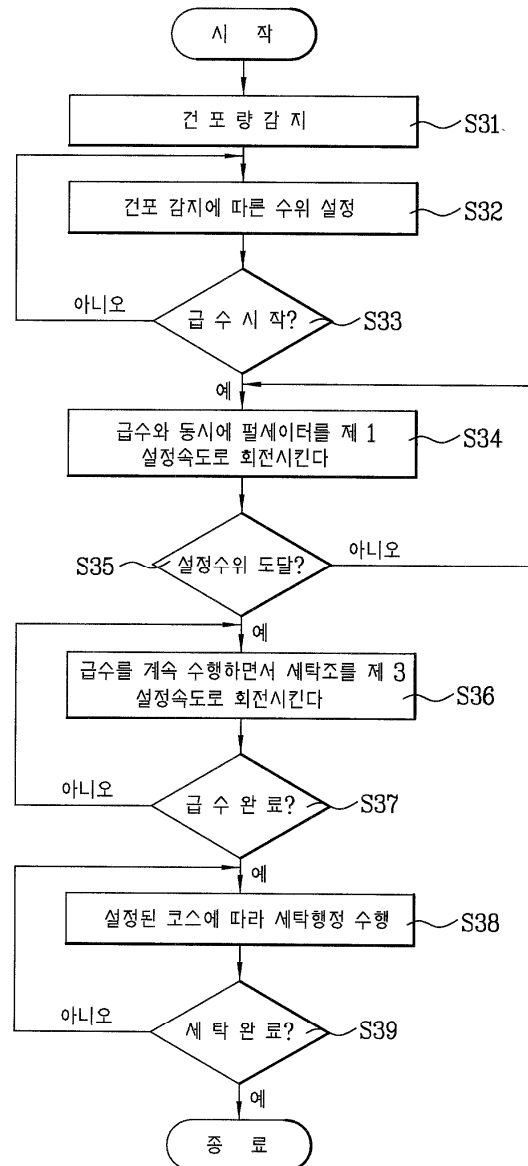 시 작
건 포 량 감 지
S31
건포 감지에 따른 수위 설정
S32
아니오
급 수 시 작?
S33
예
급수와 동시에 펄세이터를 제 1
설정속도로 회전시킨다
S34
S35
설정수위 도달?
아니오
예
급수를 계속 수행하면서 세탁조를 제 3
설정속도로 회전시킨다
S36
아니오
급 수 완 료?
S37
예
설정된 코스에 따라 세탁행정 수행
S38
아니오
세 탁 완 료?
S39
예
종 료